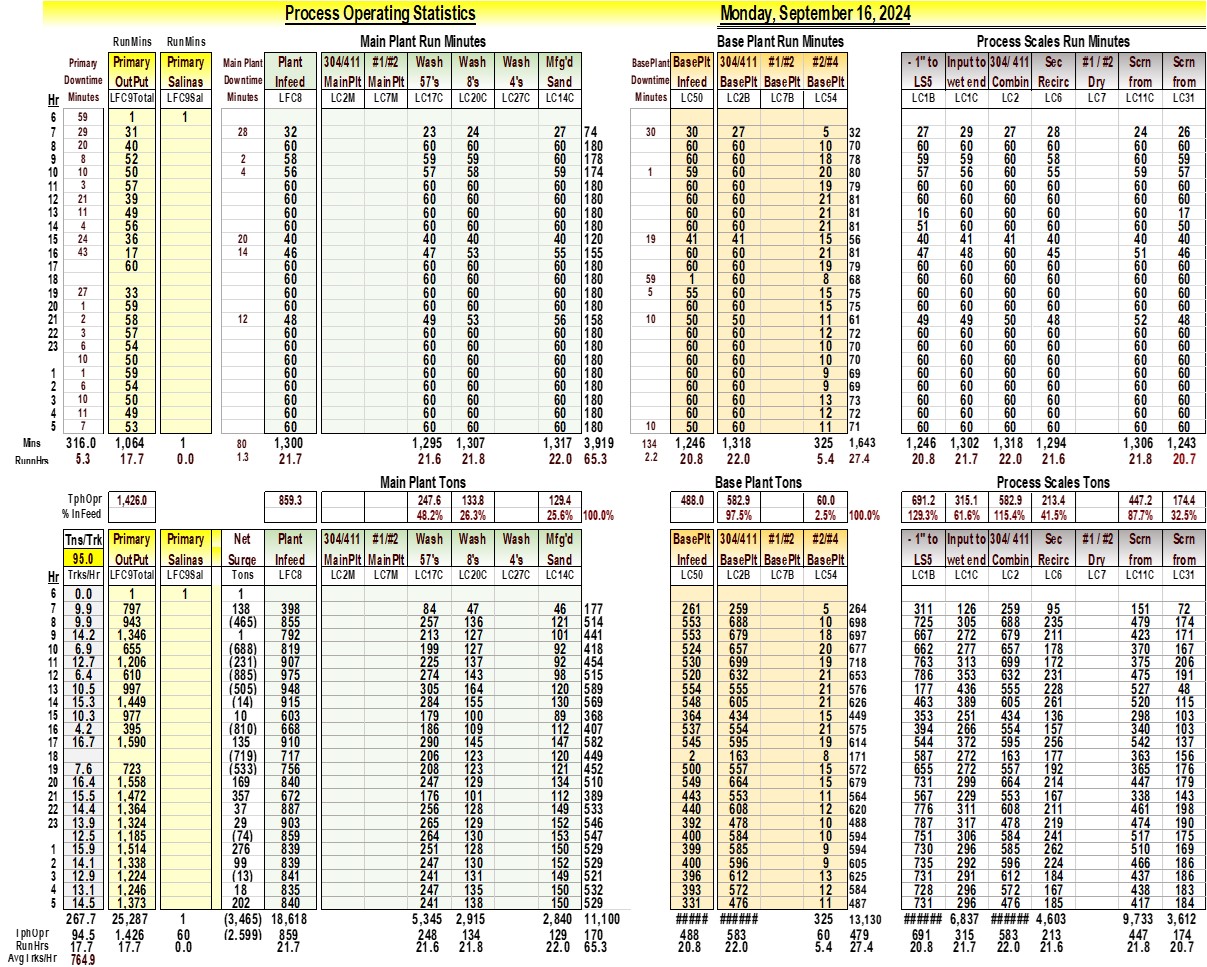 Process Operating Statistics Monday, September 16, 2024
RunMins RunMins Main Plant Run Minutes Base Plant Run Minutes Process Scales Run Minutes
Primary Primary Primary Main Plant Plant 304/411 #1/#2 Wash Wash Wash Mfg'd BasePlant BasePlt 304/411 #1/#2 #2/#4 - 1" to Input to 304/ 411 Sec #1 / #2 Scrn Scrn
Downtime OutPut Salinas Downtime Infeed MainPlt MainPlt 57's 8's 4's Sand Downtime Infeed BasePlt BasePlt BasePlt LS5 wet end Combin Recirc Dry from from
Hr Minutes LFC9Total LFC9Sal Minutes LFC8 LC2M LC7M LC17C LC20C LC27C LC14C Minutes LC50 LC2B LC7B LC54 LC1B LC1C LC2 LC6 LC7 LC11C LC31
6 59 1 1
7 29 31 28 32 23 24 27 74 30 30 27 5 32 27 29 27 28 24 26
8 20 40 60 60 60 60 180 60 60 10 70 60 60 60 60 60 60
9 8 52 2 58 59 59 60 178 60 60 18 78 59 59 60 58 60 59
10 10 50 4 56 57 58 59 174 1 59 60 20 80 57 56 60 55 59 57
11 3 57 60 60 60 60 180 60 60 19 79 60 60 60 60 60 60
12 21 39 60 60 60 60 180 60 60 21 81 60 60 60 60 60 60
13 11 49 60 60 60 60 180 60 60 21 81 16 60 60 60 60 17
14 4 56 60 60 60 60 180 60 60 21 81 51 60 60 60 60 50
15 24 36 20 40 40 40 40 120 19 41 41 15 56 40 41 41 40 40 40
16 43 17 14 46 47 53 55 155 60 60 21 81 47 48 60 45 51 46
17 60 60 60 60 60 180 60 60 19 79 60 60 60 60 60 60
18 60 60 60 60 180 59 1 60 8 68 60 60 60 60 60 60
19 27 33 60 60 60 60 180 5 55 60 15 75 60 60 60 60 60 60
20 1 59 60 60 60 60 180 60 60 15 75 60 60 60 60 60 60
21 2 58 12 48 49 53 56 158 10 50 50 11 61 49 49 50 48 52 48
22 3 57 60 60 60 60 180 60 60 12 72 60 60 60 60 60 60
23 6 54 60 60 60 60 180 60 60 10 70 60 60 60 60 60 60
10 50 60 60 60 60 180 60 60 10 70 60 60 60 60 60 60
1 1 59 60 60 60 60 180 60 60 9 69 60 60 60 60 60 60
2 6 54 60 60 60 60 180 60 60 9 69 60 60 60 60 60 60
3 10 50 60 60 60 60 180 60 60 13 73 60 60 60 60 60 60
4 11 49 60 60 60 60 180 60 60 12 72 60 60 60 60 60 60
5 7 53 60 60 60 60 180 10 50 60 11 71 60 60 60 60 60 60
Mins 316.0 1,064 1 80 1,300 1,295 1,307 1,317 3,919 134 1,246 1,318 325 1,643 1,246 1,302 1,318 1,294 1,306 1,243
RunnHrs 5.3 17.7 0.0 1.3 21.7 21.6 21.8 22.0 65.3 2.2 20.8 22.0 5.4 27.4 20.8 21.7 22.0 21.6 21.8 20.7
Main Plant Tons Base Plant Tons Process Scales Tons
TphOpr 1,426.0 859.3 247.6 133.8 129.4 488.0 582.9 60.0 691.2 315.1 582.9 213.4 447.2 174.4
% InFeed 48.2% 26.3% 25.6% 100.0% 97.5% 2.5% 100.0% 129.3% 61.6% 115.4% 41.5% 87.7% 32.5%
Tns/Trk Primary Primary Net Plant 304/411 #1/#2 Wash Wash Wash Mfg'd BasePlt 304/411 #1/#2 #2/#4 - 1" to Input to 304/ 411 Sec #1 / #2 Scrn Scrn
95.0 OutPut Salinas Surge Infeed MainPlt MainPlt 57's 8's 4's Sand Infeed BasePlt BasePlt BasePlt LS5 wet end Combin Recirc Dry from from
Hr Trks/Hr LFC9Total LFC9Sal Tons LFC8 LC2M LC7M LC17C LC20C LC27C LC14C LC50 LC2B LC7B LC54 LC1B LC1C LC2 LC6 LC7 LC11C LC31
6 0.0 1 1 1
7 9.9 797 138 398 84 47 46 177 261 259 5 264 311 126 259 95 151 72
8 9.9 943 (465) 855 257 136 121 514 553 688 10 698 725 305 688 235 479 174
9 14.2 1,346 1 792 213 127 101 441 553 679 18 697 667 272 679 211 423 171
10 6.9 655 (688) 819 199 127 92 418 524 657 20 677 662 277 657 178 370 167
11 12.7 1,206 (231) 907 225 137 92 454 530 699 19 718 763 313 699 172 375 206
12 6.4 610 (885) 975 274 143 98 515 520 632 21 653 786 353 632 231 475 191
13 10.5 997 (505) 948 305 164 120 589 554 555 21 576 177 436 555 228 527 48
14 15.3 1,449 (14) 915 284 155 130 569 548 605 21 626 463 389 605 261 520 115
15 10.3 977 10 603 179 100 89 368 364 434 15 449 353 251 434 136 298 103
16 4.2 395 (810) 668 186 109 112 407 537 554 21 575 394 266 554 157 340 103
17 16.7 1,590 135 910 290 145 147 582 545 595 19 614 544 372 595 256 542 137
18 (719) 717 206 123 120 449 2 163 8 171 587 272 163 177 363 156
19 7.6 723 (533) 756 208 123 121 452 500 557 15 572 655 272 557 192 365 176
20 16.4 1,558 169 840 247 129 134 510 549 664 15 679 731 299 664 214 447 179
21 15.5 1,472 357 672 176 101 112 389 443 553 11 564 567 229 553 167 338 143
22 14.4 1,364 37 887 256 128 149 533 440 608 12 620 776 311 608 211 461 198
23 13.9 1,324 29 903 265 129 152 546 392 478 10 488 787 317 478 219 474 190
12.5 1,185 (74) 859 264 130 153 547 400 584 10 594 751 306 584 241 517 175
1 15.9 1,514 276 839 251 128 150 529 399 585 9 594 730 296 585 262 510 169
2 14.1 1,338 99 839 247 130 152 529 400 596 9 605 735 292 596 224 466 186
3 12.9 1,224 (13) 841 241 131 149 521 396 612 13 625 731 291 612 184 437 186
4 13.1 1,246 18 835 247 135 150 532 393 572 12 584 728 296 572 167 438 183
5 14.5 1,373 202 840 241 138 150 529 331 476 11 487 731 296 476 185 417 184
267.7 25,287 1 (3,465) 18,618 5,345 2,915 2,840 11,100 ##### ###### 325 13,130 ###### 6,837 ###### 4,603 9,733 3,612
TphOpr 94.5 1,426 60 (2,599) 859 248 134 129 170 488 583 60 479 691 315 583 213 447 174
RunHrs 17.7 17.7 0.0 21.7 21.6 21.8 22.0 65.3 20.8 22.0 5.4 27.4 20.8 21.7 22.0 21.6 21.8 20.7
AvgTrks/Hr 764.9